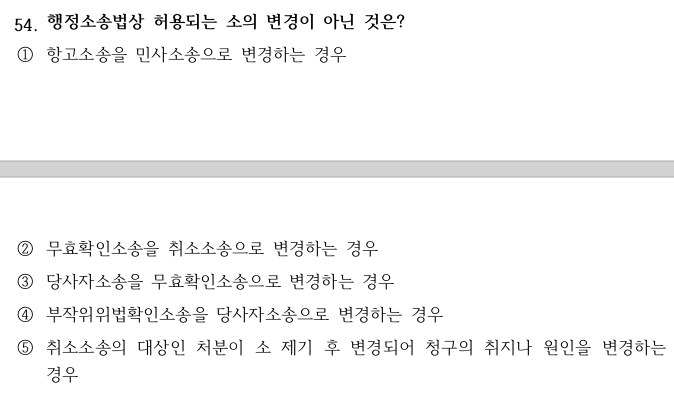 54. 행정소송법상 허용되는 소의 변경이 아닌 것은?
① 항고소송을 민사소송으로 변경하는 경우
② 무효확인소송을 취소소송으로 변경하는 경우
③ 당사자소송을 무효확인소송으로 변경하는 경우
④ 부작위위법확인소송을 당사자소송으로 변경하는 경우
⑤ 취소소송의 대상인 처분이 소 제기 후 변경되어 청구의 취지나 원인을 변경하는
경우